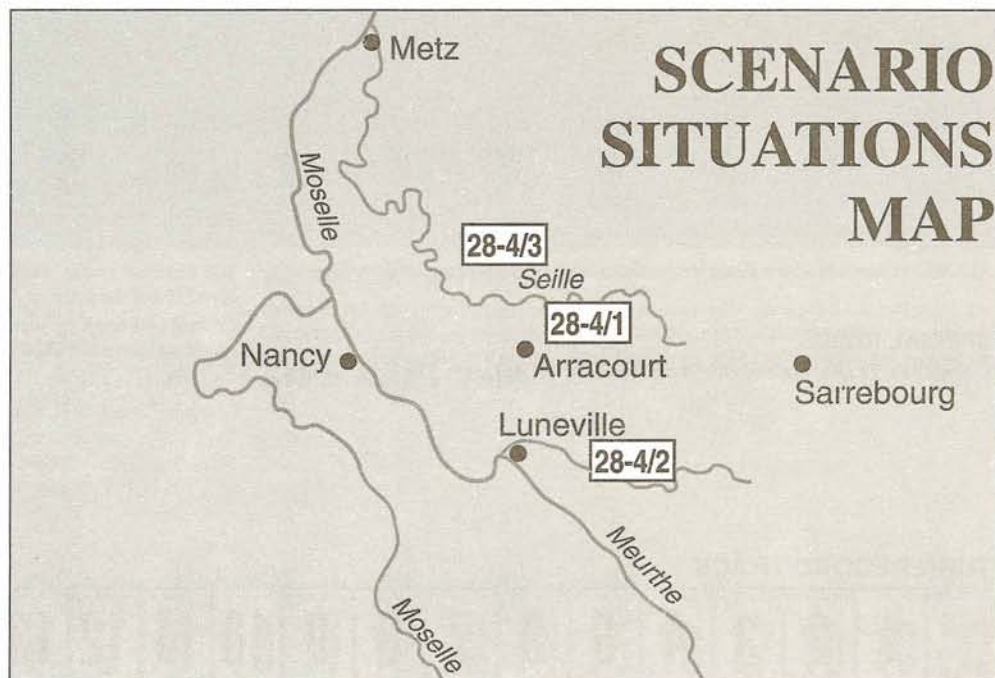 SCENARIO
SITUATIONS
MAP
Metz
Moselle
28-4/3
Seille
28-4/1
Nancy
Arracourt
Sarrebourg
Luneville
28-4/2
Meurthe
Moselle